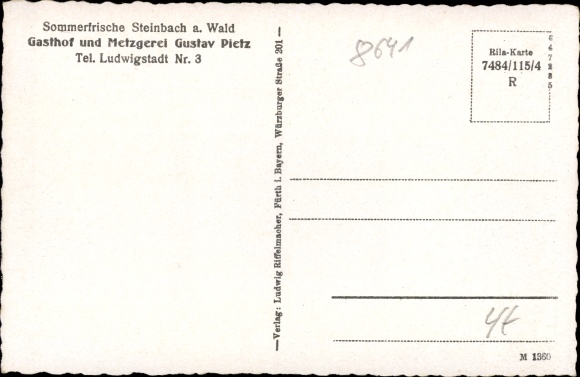 Sommerfrische Steinbach a. Wald
Gasthof und Metzgerei Gustav Pietz
Tel. Ludwigstadt Nr. 3
Verlag: Ludwig Riffelmacher, Fürth i. Bayern, Würzburger Straße 201
8641
Rila-Karte
7484/115/4
R
M 1360